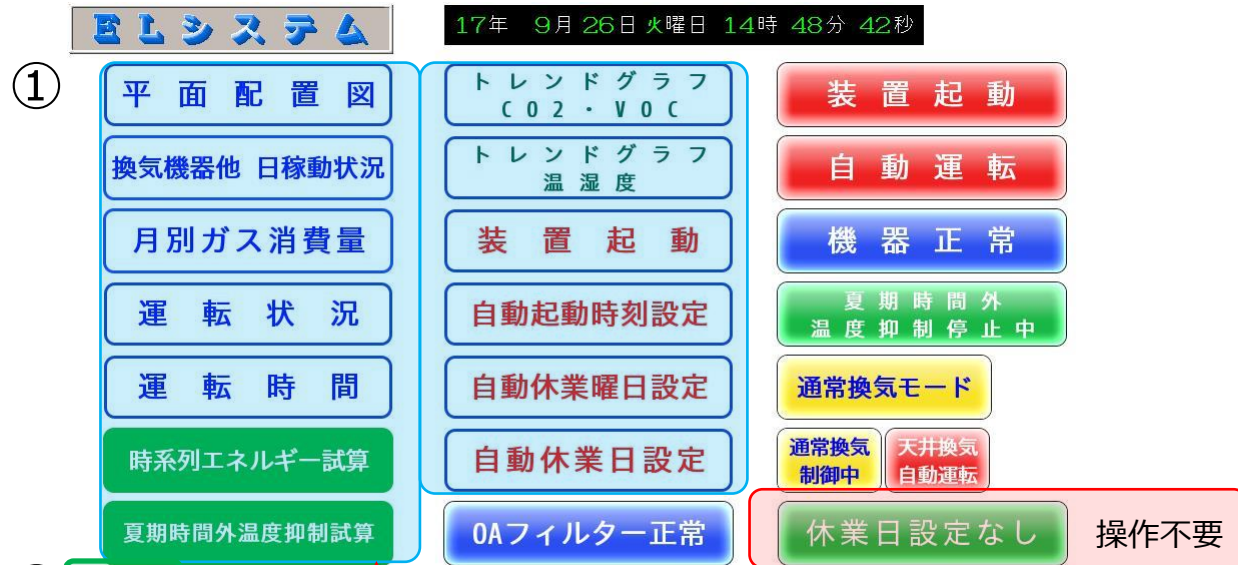 ELシステム
17年 9月26日火曜日 14時 48分 42秒
①
平面配置図
換気機器他 日稼動状況
月別ガス消費量
運転状況
運転時間
時系列エネルギー試算
夏期時間外温度抑制試算
トレンドグラフ
CO2・VOC
トレンドグラフ
温湿度
装置起動
自動起動時刻設定
自動休業曜日設定
自動休業日設定
OAフィルター正常
装置起動
自動運転
機器正常
夏期時間外
温度抑制停止中
通常換気モード
通常換気
制御中
天井換気
自動運転
休業日設定なし
操作不要